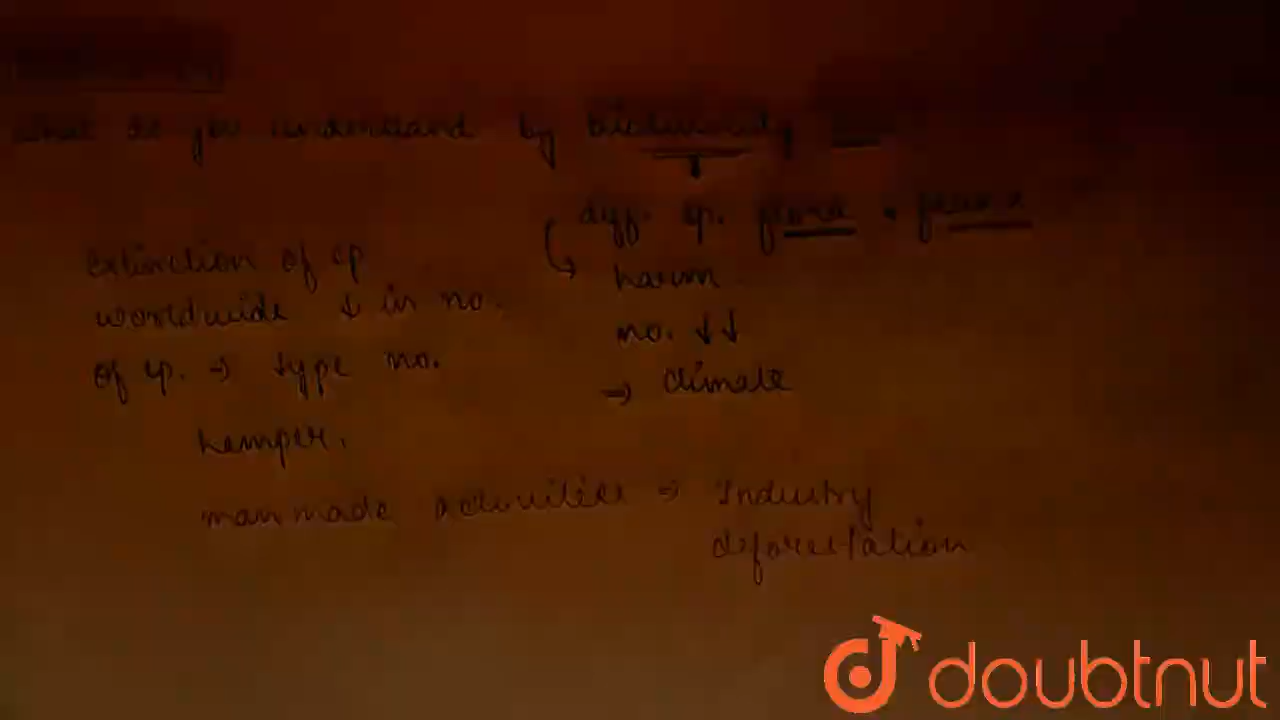 What do you understand by biodiversity
diff. sp. flora + fauna
harm
no. ↓↓
⇒ climate
Extinction of sp
worldwide ↓ in no.
of sp. ⇒ type no.
hamper.
man made activities ⇒ Industry
deforestation
doubtnut